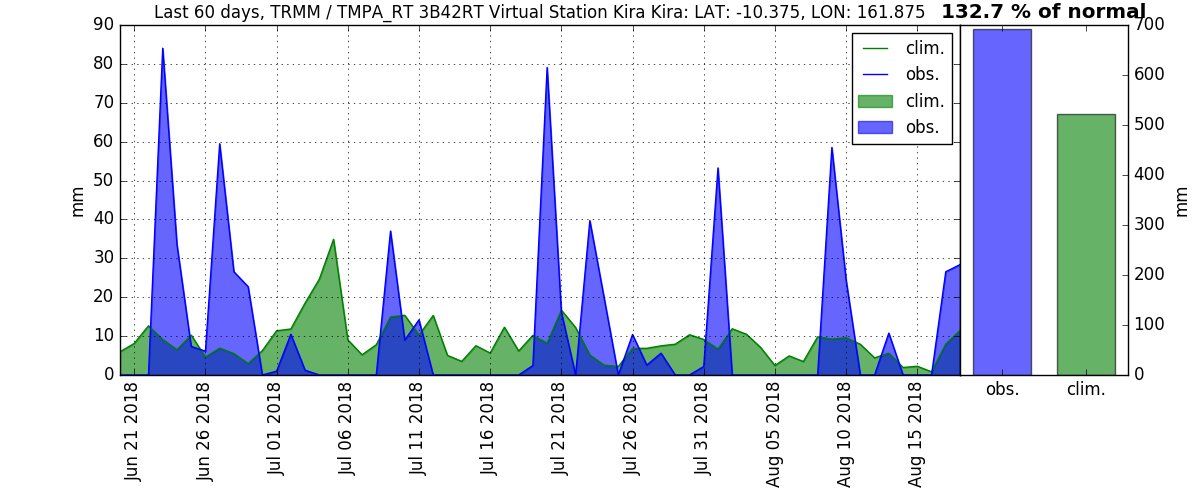 Last 60 days, TRMM / TMPA_RT 3B42RT Virtual Station Kira Kira: LAT: -10.375, LON: 161.875 132.7 % of normal
90
80
70
60
50
40
30
20
10
0
mm
clim.
obs.
clim.
obs.
700
600
500
400
300
200
100
0
mm
Jun 21 2018
Jun 26 2018
Jul 01 2018
Jul 06 2018
Jul 11 2018
Jul 16 2018
Jul 21 2018
Jul 26 2018
Jul 31 2018
Aug 05 2018
Aug 10 2018
Aug 15 2018
obs.
clim.